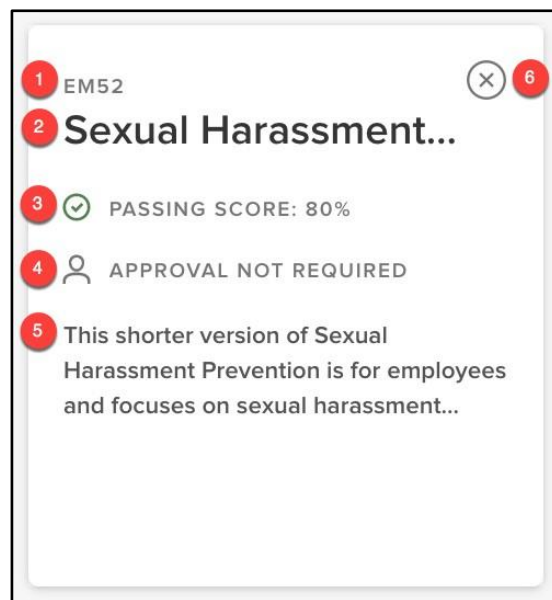 1 EM52 6
2 Sexual Harassment...
3 PASSING SCORE: 80%
4 APPROVAL NOT REQUIRED
5 This shorter version of Sexual
Harassment Prevention is for employees
and focuses on sexual harassment...